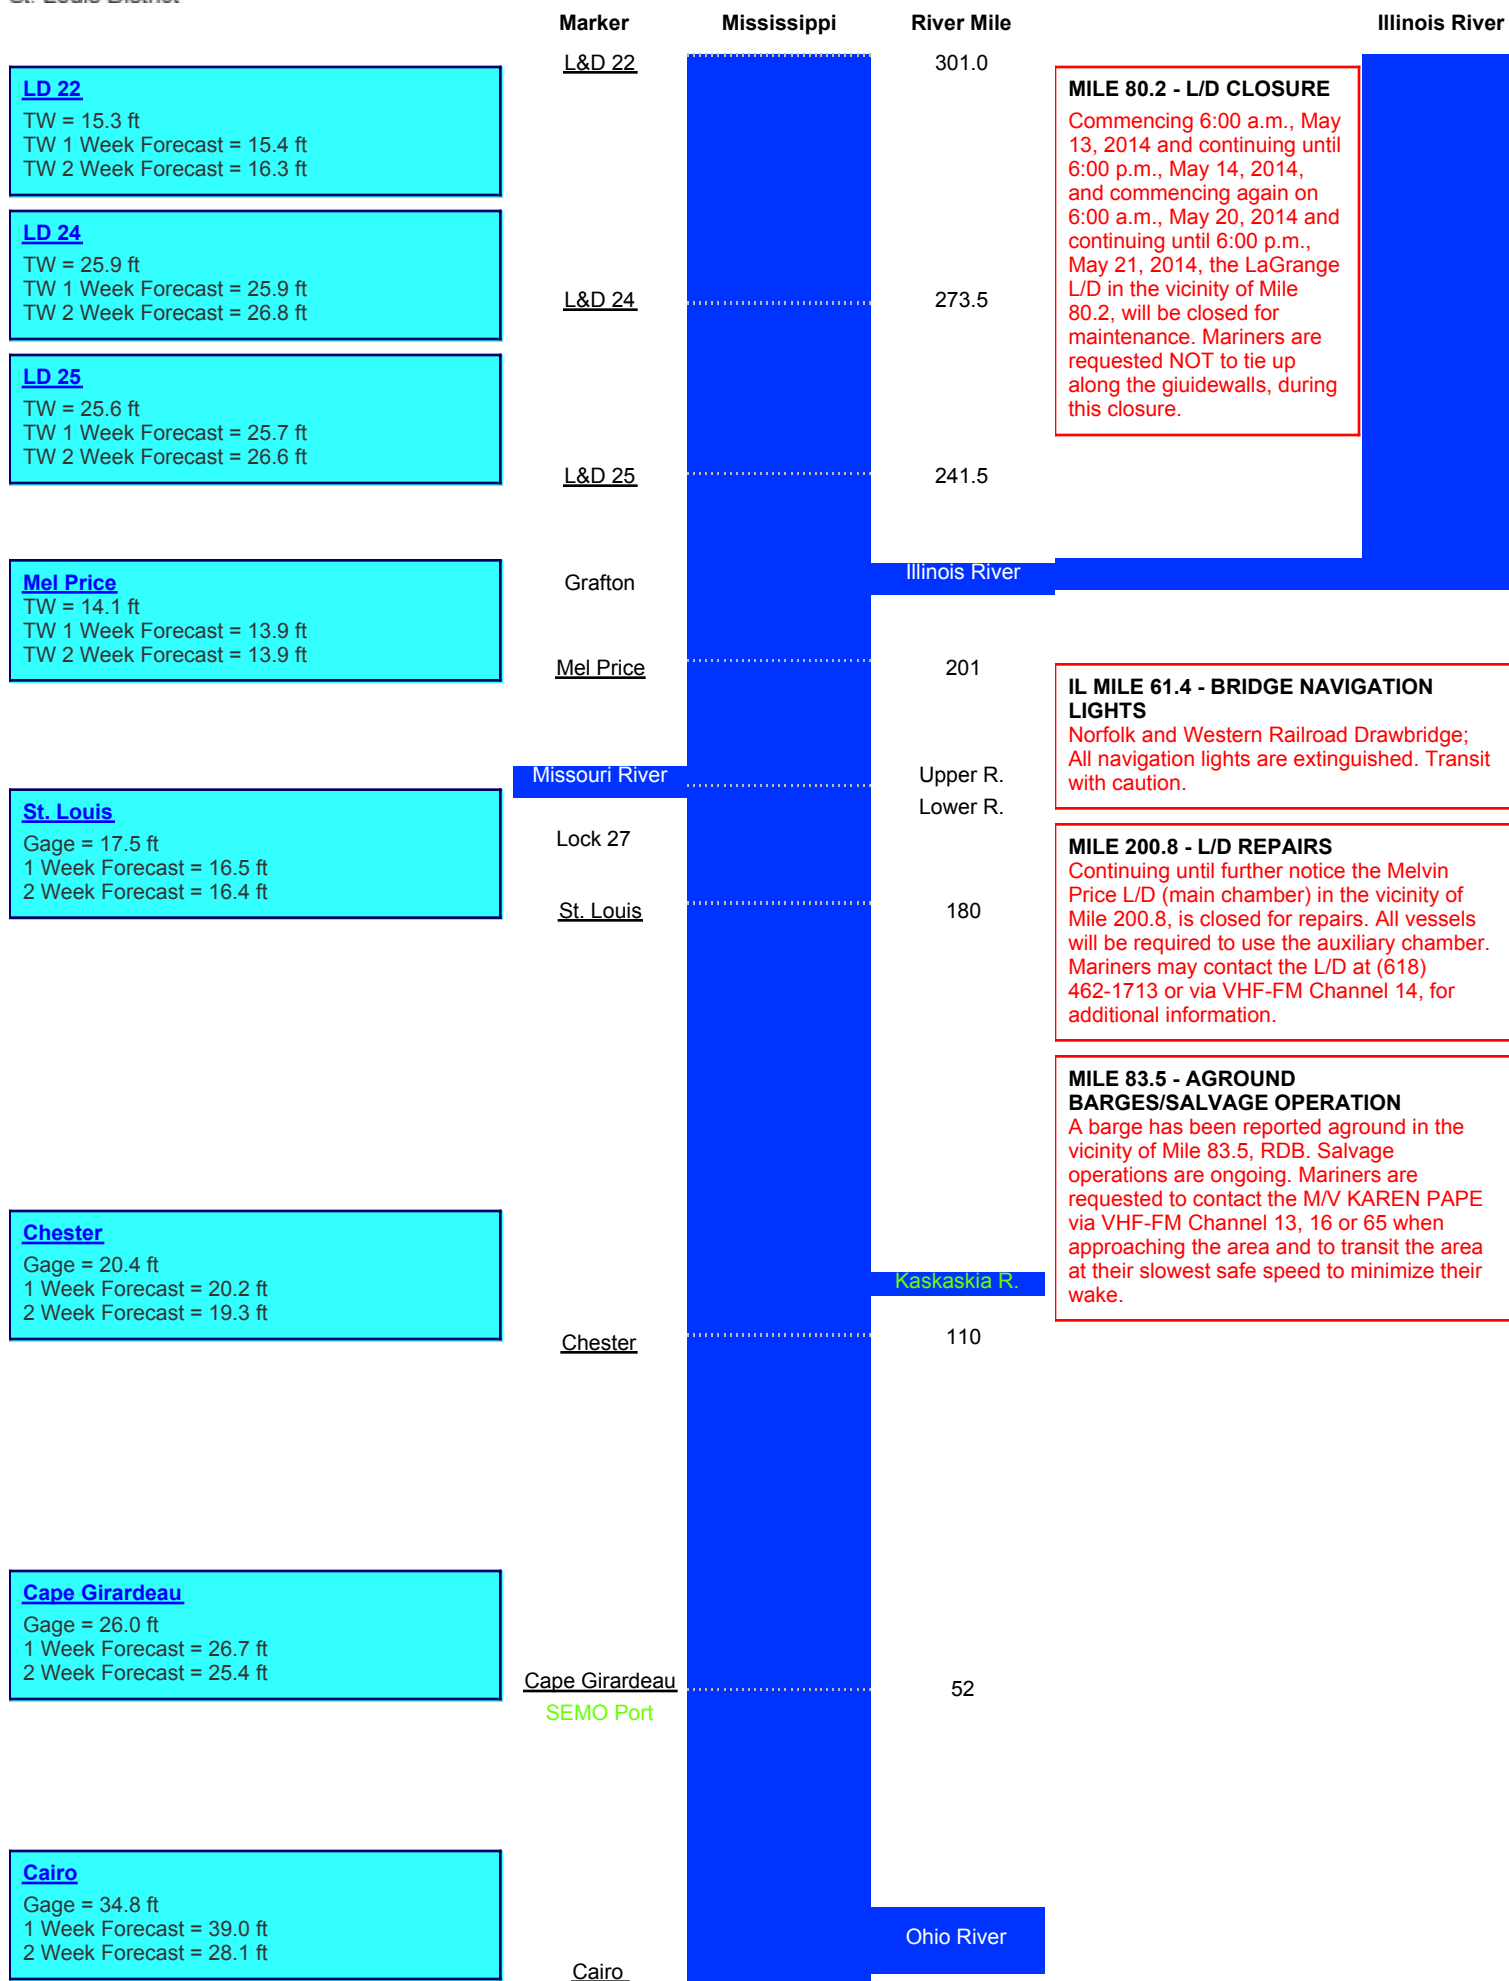 St. Louis District
Marker
Mississippi
River Mile
Illinois River
L&D 22
301.0
LD 22
TW = 15.3 ft
TW 1 Week Forecast = 15.4 ft
TW 2 Week Forecast = 16.3 ft
MILE 80.2 - L/D CLOSURE
Commencing 6:00 a.m., May
13, 2014 and continuing until
6:00 p.m., May 14, 2014,
and commencing again on
6:00 a.m., May 20, 2014 and
continuing until 6:00 p.m.,
May 21, 2014, the LaGrange
L/D in the vicinity of Mile
80.2, will be closed for
maintenance. Mariners are
requested NOT to tie up
along the giuidewalls, during
this closure.
LD 24
TW = 25.9 ft
TW 1 Week Forecast = 25.9 ft
TW 2 Week Forecast = 26.8 ft
L&D 24
273.5
LD 25
TW = 25.6 ft
TW 1 Week Forecast = 25.7 ft
TW 2 Week Forecast = 26.6 ft
L&D 25
241.5
Mel Price
TW = 14.1 ft
TW 1 Week Forecast = 13.9 ft
TW 2 Week Forecast = 13.9 ft
Grafton
Illinois River
Mel Price
201
IL MILE 61.4 - BRIDGE NAVIGATION
LIGHTS
Norfolk and Western Railroad Drawbridge;
All navigation lights are extinguished. Transit
with caution.
Missouri River
Upper R.
Lower R.
St. Louis
Gage = 17.5 ft
1 Week Forecast = 16.5 ft
2 Week Forecast = 16.4 ft
Lock 27
St. Louis
180
MILE 200.8 - L/D REPAIRS
Continuing until further notice the Melvin
Price L/D (main chamber) in the vicinity of
Mile 200.8, is closed for repairs. All vessels
will be required to use the auxiliary chamber.
Mariners may contact the L/D at (618)
462-1713 or via VHF-FM Channel 14, for
additional information.
MILE 83.5 - AGROUND
BARGES/SALVAGE OPERATION
A barge has been reported aground in the
vicinity of Mile 83.5, RDB. Salvage
operations are ongoing. Mariners are
requested to contact the M/V KAREN PAPE
via VHF-FM Channel 13, 16 or 65 when
approaching the area and to transit the area
at their slowest safe speed to minimize their
wake.
Chester
Gage = 20.4 ft
1 Week Forecast = 20.2 ft
2 Week Forecast = 19.3 ft
Kaskaskia R.
Chester
110
Cape Girardeau
Gage = 26.0 ft
1 Week Forecast = 26.7 ft
2 Week Forecast = 25.4 ft
Cape Girardeau
52
SEMO Port
Cairo
Gage = 34.8 ft
1 Week Forecast = 39.0 ft
2 Week Forecast = 28.1 ft
Ohio River
Cairo